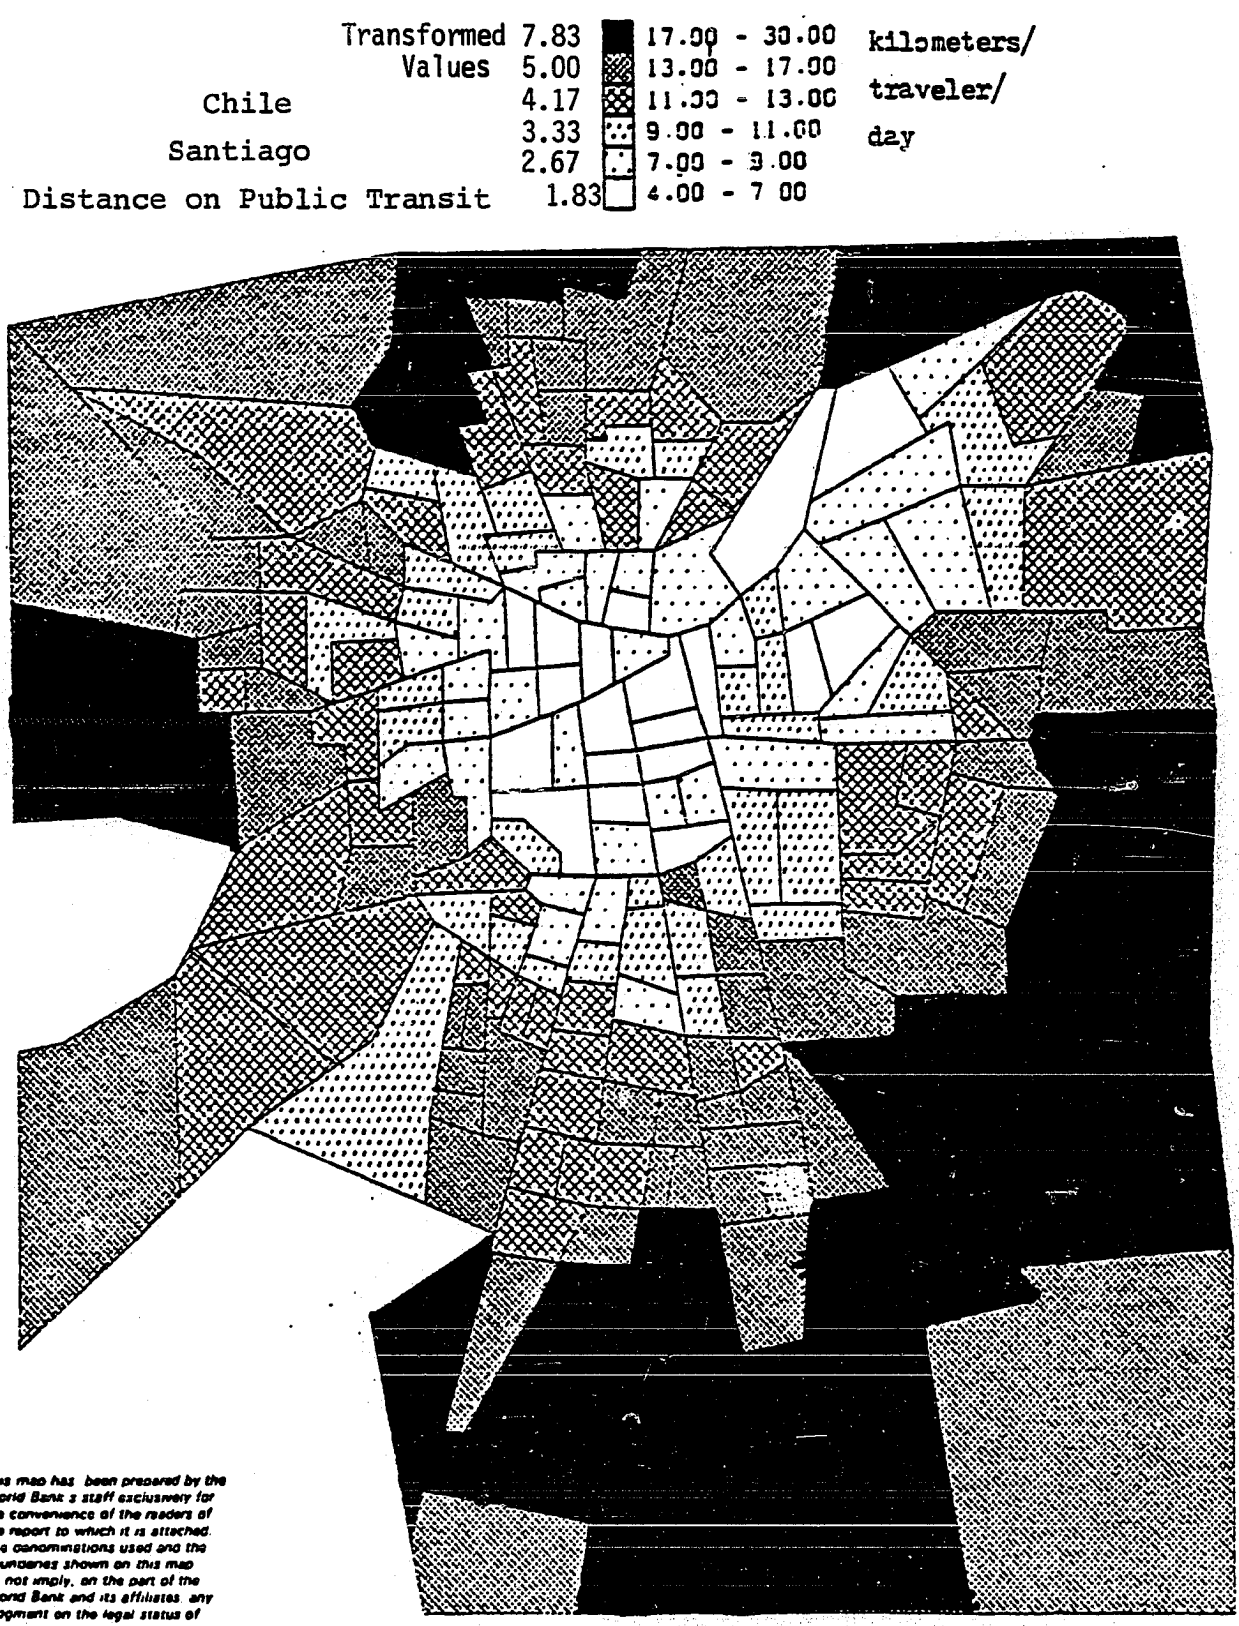 Transformed 7.83 17.00 - 30.00 kilometers/
Values 5.00 13.00 - 17.00
Chile 4.17 11.00 - 13.00 traveler/
3.33 9.00 - 11.00 day
Santiago 2.67 7.00 - 9.00
Distance on Public Transit 1.83 4.00 - 7 00
map has been prepared by the
Bank s staff exclusively for
convenience of the readers of
report to which it is attached.
denominations used and the
shown on this map
not imply, on the part of the
Bank and its affiliates, any
on the legal status of